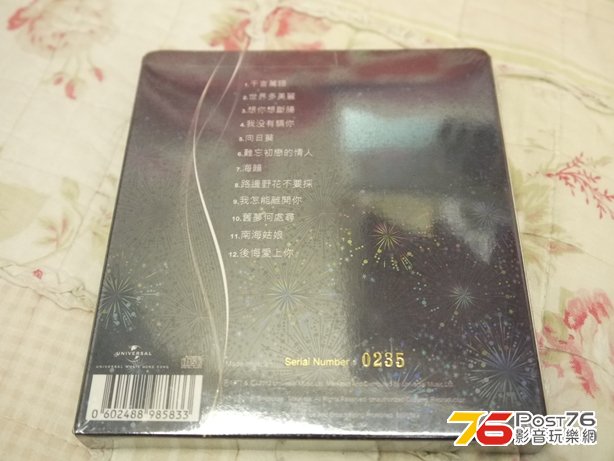 1. 千言萬語
2. 世界多美麗
3. 想你想斷腸
4. 我沒有騙你
5. 向日葵
6. 難忘初戀的情人
7. 海韻
8. 路邊野花不要採
9. 我怎能離開你
10. 舊夢何處尋
11. 南海姑娘
12. 後悔愛上你
Serial Number : 0235
UNIVERSAL
UNIVERSAL MUSIC HONG KONG
0 602488 985833
76 POST76
影音玩樂網